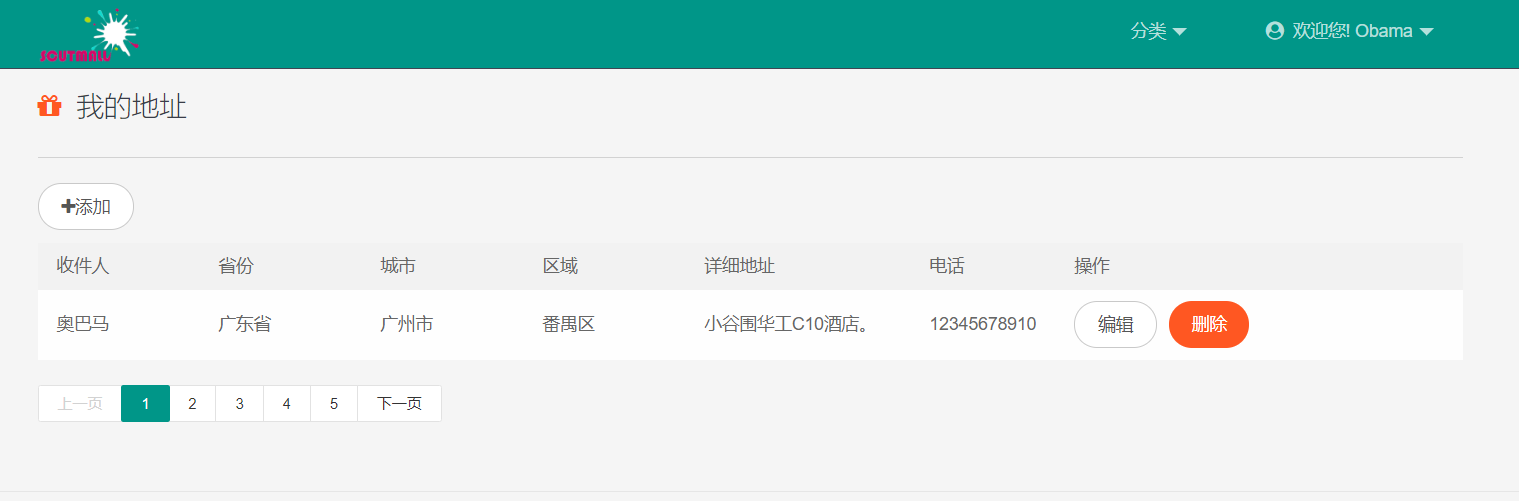 SCUTMALL
分类
欢迎您! Obama
我的地址
添加
收件人 省份 城市 区域 详细地址 电话 操作
奥巴马 广东省 广州市 番禺区 小谷围华工C10酒店。 12345678910 编辑 删除
上一页 1 2 3 4 5 下一页